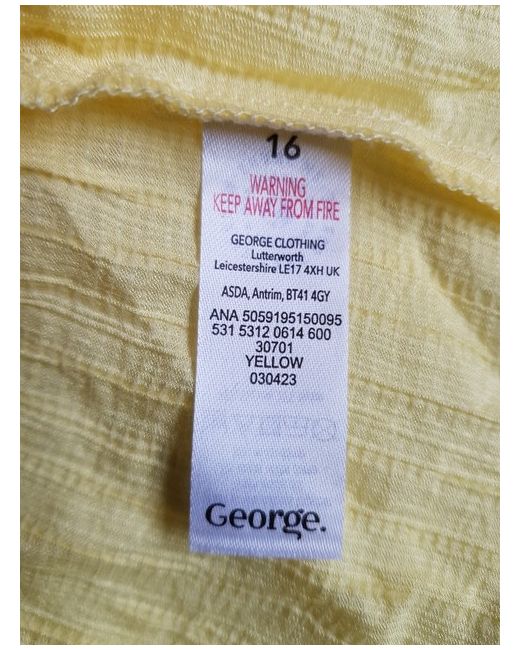 16
WARNING
KEEP AWAY FROM FIRE
GEORGE CLOTHING
Lutterworth
Leicestershire LE17 4XH UK
ASDA, Antrim, BT41 4GY
ANA 5059195150095
531 5312 0614 600
30701
YELLOW
030423
George.